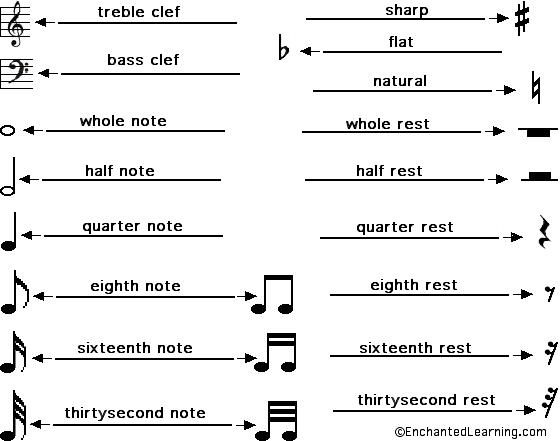 treble clef
sharp
flat
bass clef
natural
whole note
whole rest
half note
half rest
quarter note
quarter rest
eighth note
eighth rest
sixteenth note
sixteenth rest
thirtysecond note
thirtysecond rest
©EnchantedLearning.com